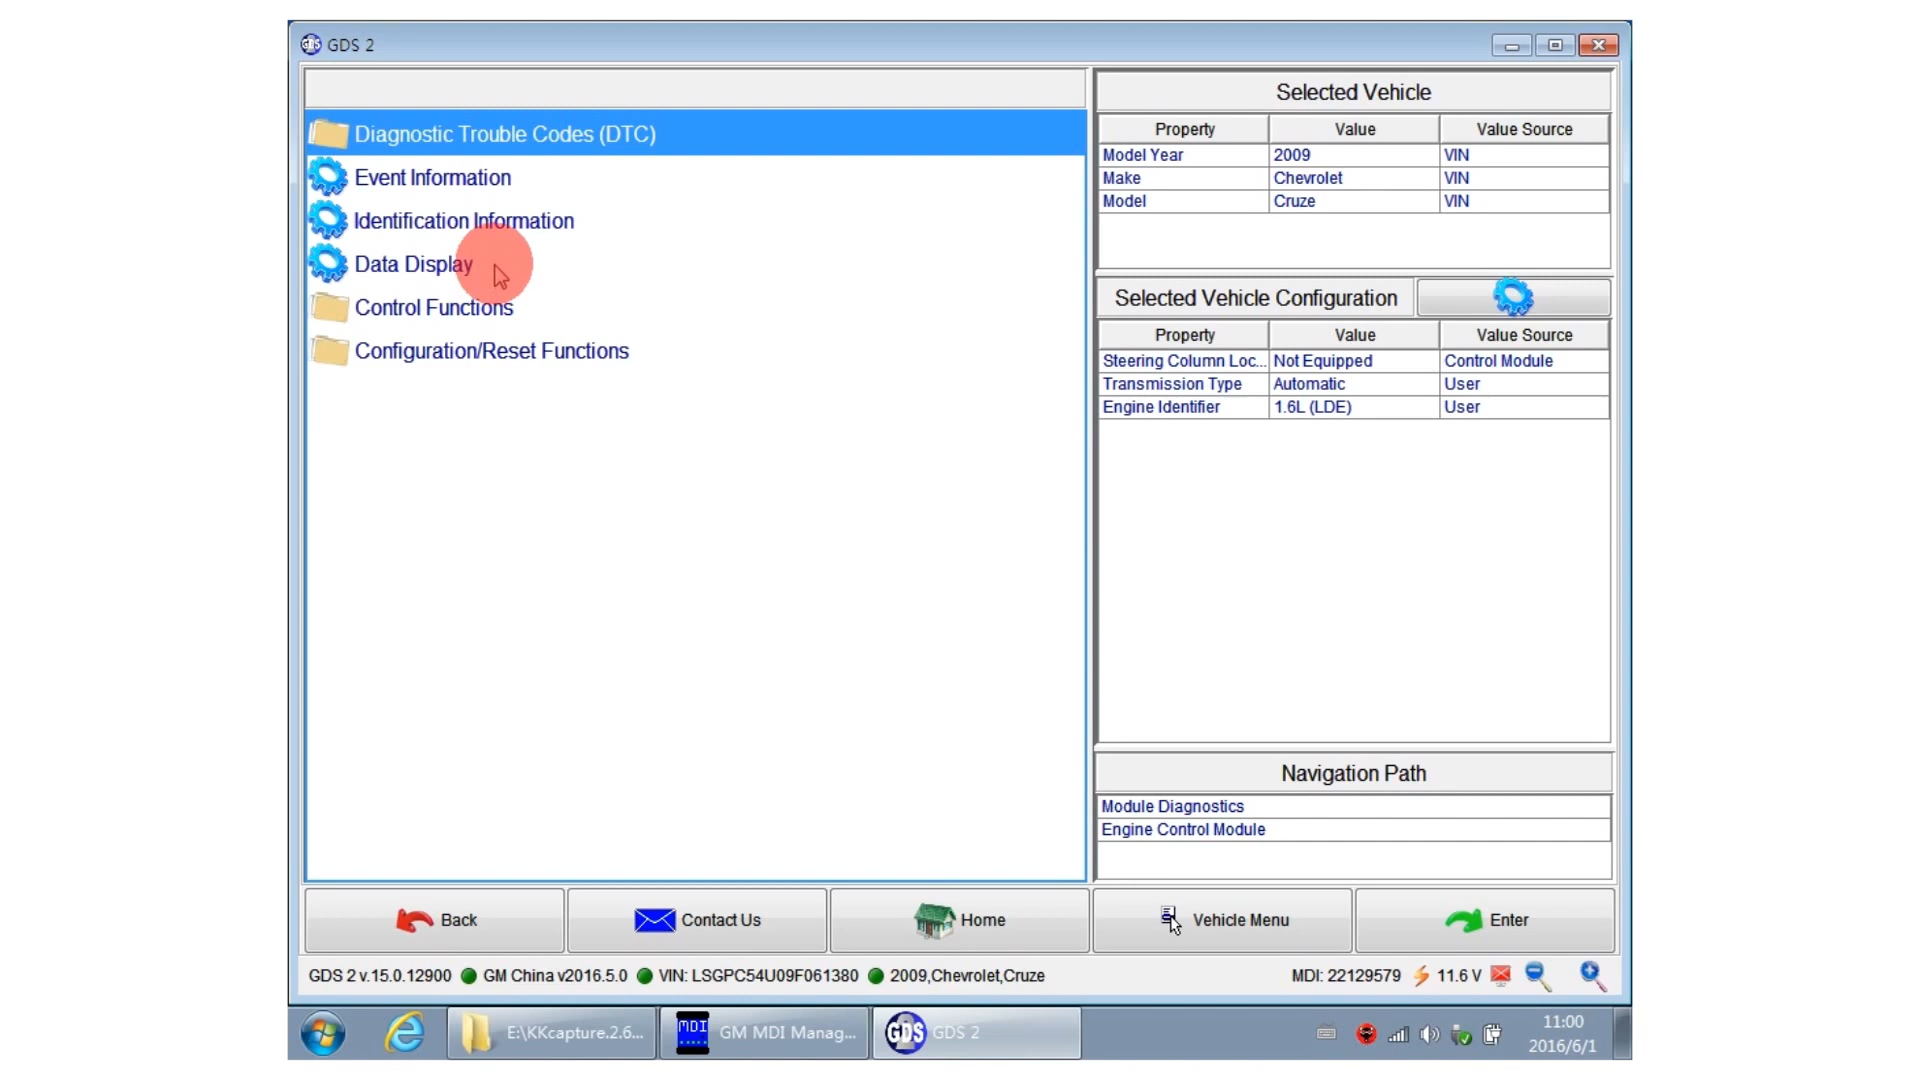 GDS 2
Diagnostic Trouble Codes (DTC)
Event Information
Identification Information
Data Display
Control Functions
Configuration/Reset Functions
Selected Vehicle
Property Value Value Source
Model Year 2009 VIN
Make Chevrolet VIN
Model Cruze VIN
Selected Vehicle Configuration
Property Value Value Source
Steering Column Loc... Not Equipped Control Module
Transmission Type Automatic User
Engine Identifier 1.6L (LDE) User
Navigation Path
Module Diagnostics
Engine Control Module
Back Contact Us Home Vehicle Menu Enter
GDS 2 v.15.0.12900 GM China v2016.5.0 VIN: LSGPC54U09F061380 2009,Chevrolet,Cruze MDI: 22129579 11.6 V
E:\KKcapture.2.6... MDI GM MDI Manag... GDS GDS 2
11:00
2016/6/1